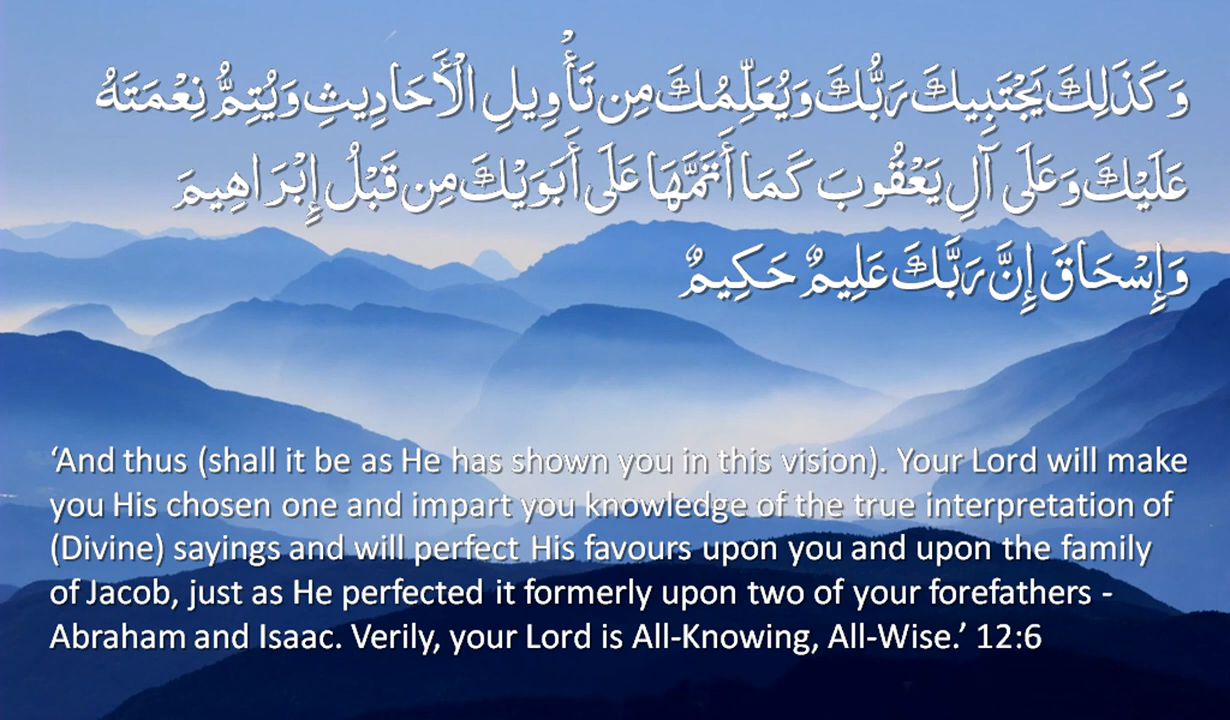 وَكَذَلِكَ يَجْتَبِيكَ رَبُّكَ وَيُعَلِّمُكَ مِن تَأْوِيلِ الْأَحَادِيثِ وَيُتِمُّ نِعْمَتَهُ
عَلَيْكَ وَعَلَى آلِ يَعْقُوبَ كَمَا أَتَمَّهَا عَلَى أَبَوَيْكَ مِن قَبْلُ إِبْرَاهِيمَ
وَإِسْحَاقَ إِنَّ رَبَّكَ عَلِيمٌ حَكِيمٌ
‘And thus (shall it be as He has shown you in this vision). Your Lord will make
you His chosen one and impart you knowledge of the true interpretation of
(Divine) sayings and will perfect His favours upon you and upon the family
of Jacob, just as He perfected it formerly upon two of your forefathers -
Abraham and Isaac. Verily, your Lord is All-Knowing, All-Wise.’ 12:6